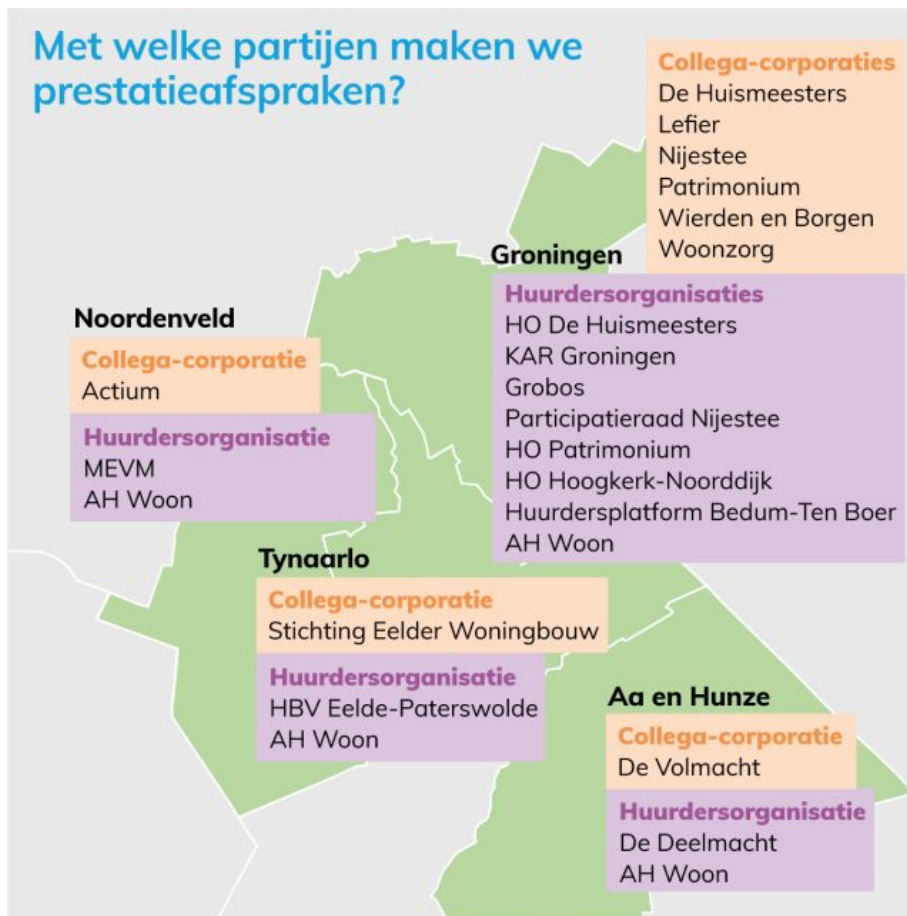 Met welke partijen maken we
prestatieafspraken?
Collega-corporaties
De Huismeesters
Lefier
Nijestee
Patrimonium
Wierden en Borgen
Woonzorg
Groningen
Huurdersorganisaties
HO De Huismeesters
KAR Groningen
Grobos
Participatieraad Nijestee
HO Patrimonium
HO Hoogkerk-Noorddijk
Huurdersplatform Bedum-Ten Boer
AH Woon
Noordenveld
Collega-corporatie
Actium
Huurdersorganisatie
MEVM
AH Woon
Tynaarlo
Collega-corporatie
Stichting Eelder Woningbouw
Huurdersorganisatie
HBV Eelde-Paterswolde
AH Woon
Aa en Hunze
Collega-corporatie
De Volmacht
Huurdersorganisatie
De Deelmacht
AH Woon